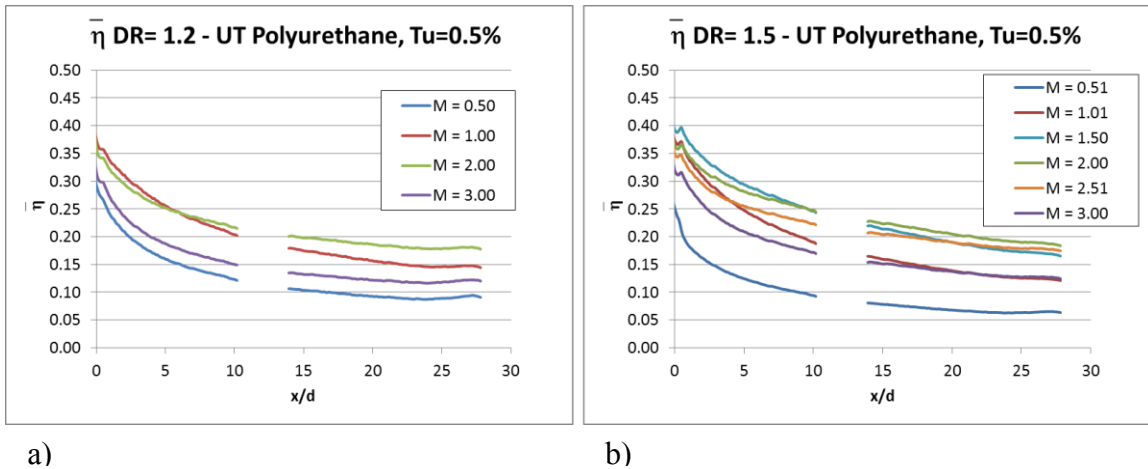 η̅ DR= 1.2 - UT Polyurethane, Tu=0.5%
0.50
0.45
0.40
0.35
0.30
η̅ 0.25
0.20
0.15
0.10
0.05
0.00
M = 0.50
M = 1.00
M = 2.00
M = 3.00
0 5 10 15 20 25 30
x/d
a)
η̅ DR= 1.5 - UT Polyurethane, Tu=0.5%
0.50
0.45
0.40
0.35
0.30
η̅ 0.25
0.20
0.15
0.10
0.05
0.00
M = 0.51
M = 1.01
M = 1.50
M = 2.00
M = 2.51
M = 3.00
0 5 10 15 20 25 30
x/d
b)